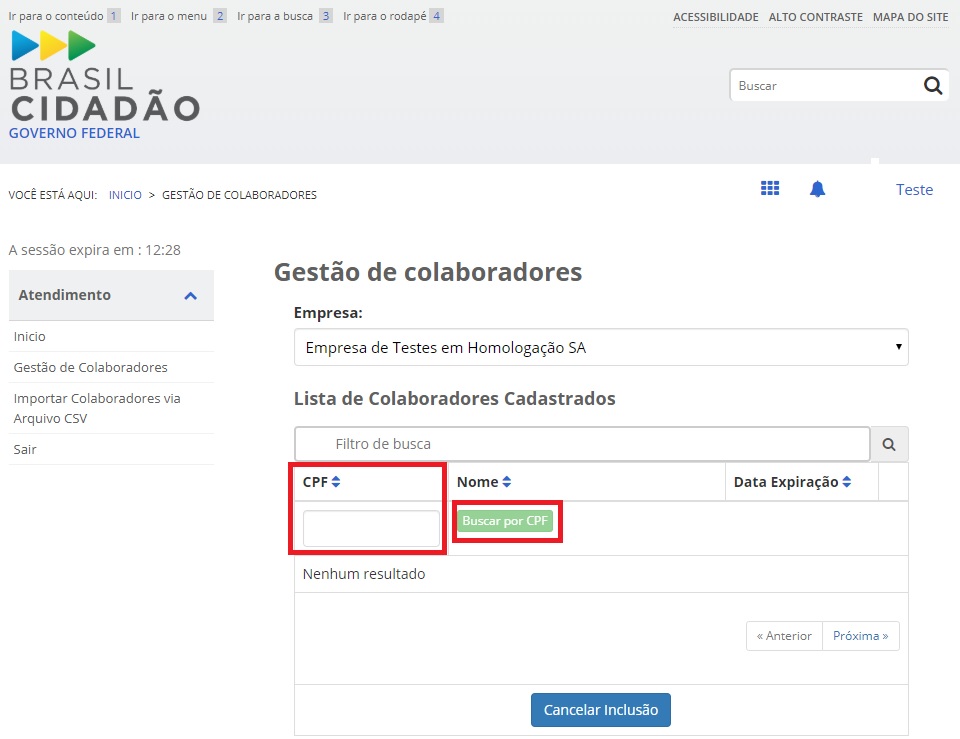 Ir para o conteúdo 1 Ir para o menu 2 Ir para a busca 3 Ir para o rodapé 4
ACESSIBILIDADE ALTO CONTRASTE MAPA DO SITE
BRASIL
CIDADÃO
GOVERNO FEDERAL
Buscar
VOCÊ ESTÁ AQUI: INICIO > GESTÃO DE COLABORADORES
Teste
A sessão expira em : 12:28
Atendimento
Inicio
Gestão de Colaboradores
Importar Colaboradores via
Arquivo CSV
Sair
Gestão de colaboradores
Empresa:
Empresa de Testes em Homologação SA
Lista de Colaboradores Cadastrados
Filtro de busca
CPF Nome Data Expiração
Buscar por CPF
Nenhum resultado
« Anterior Próxima »
Cancelar Inclusão